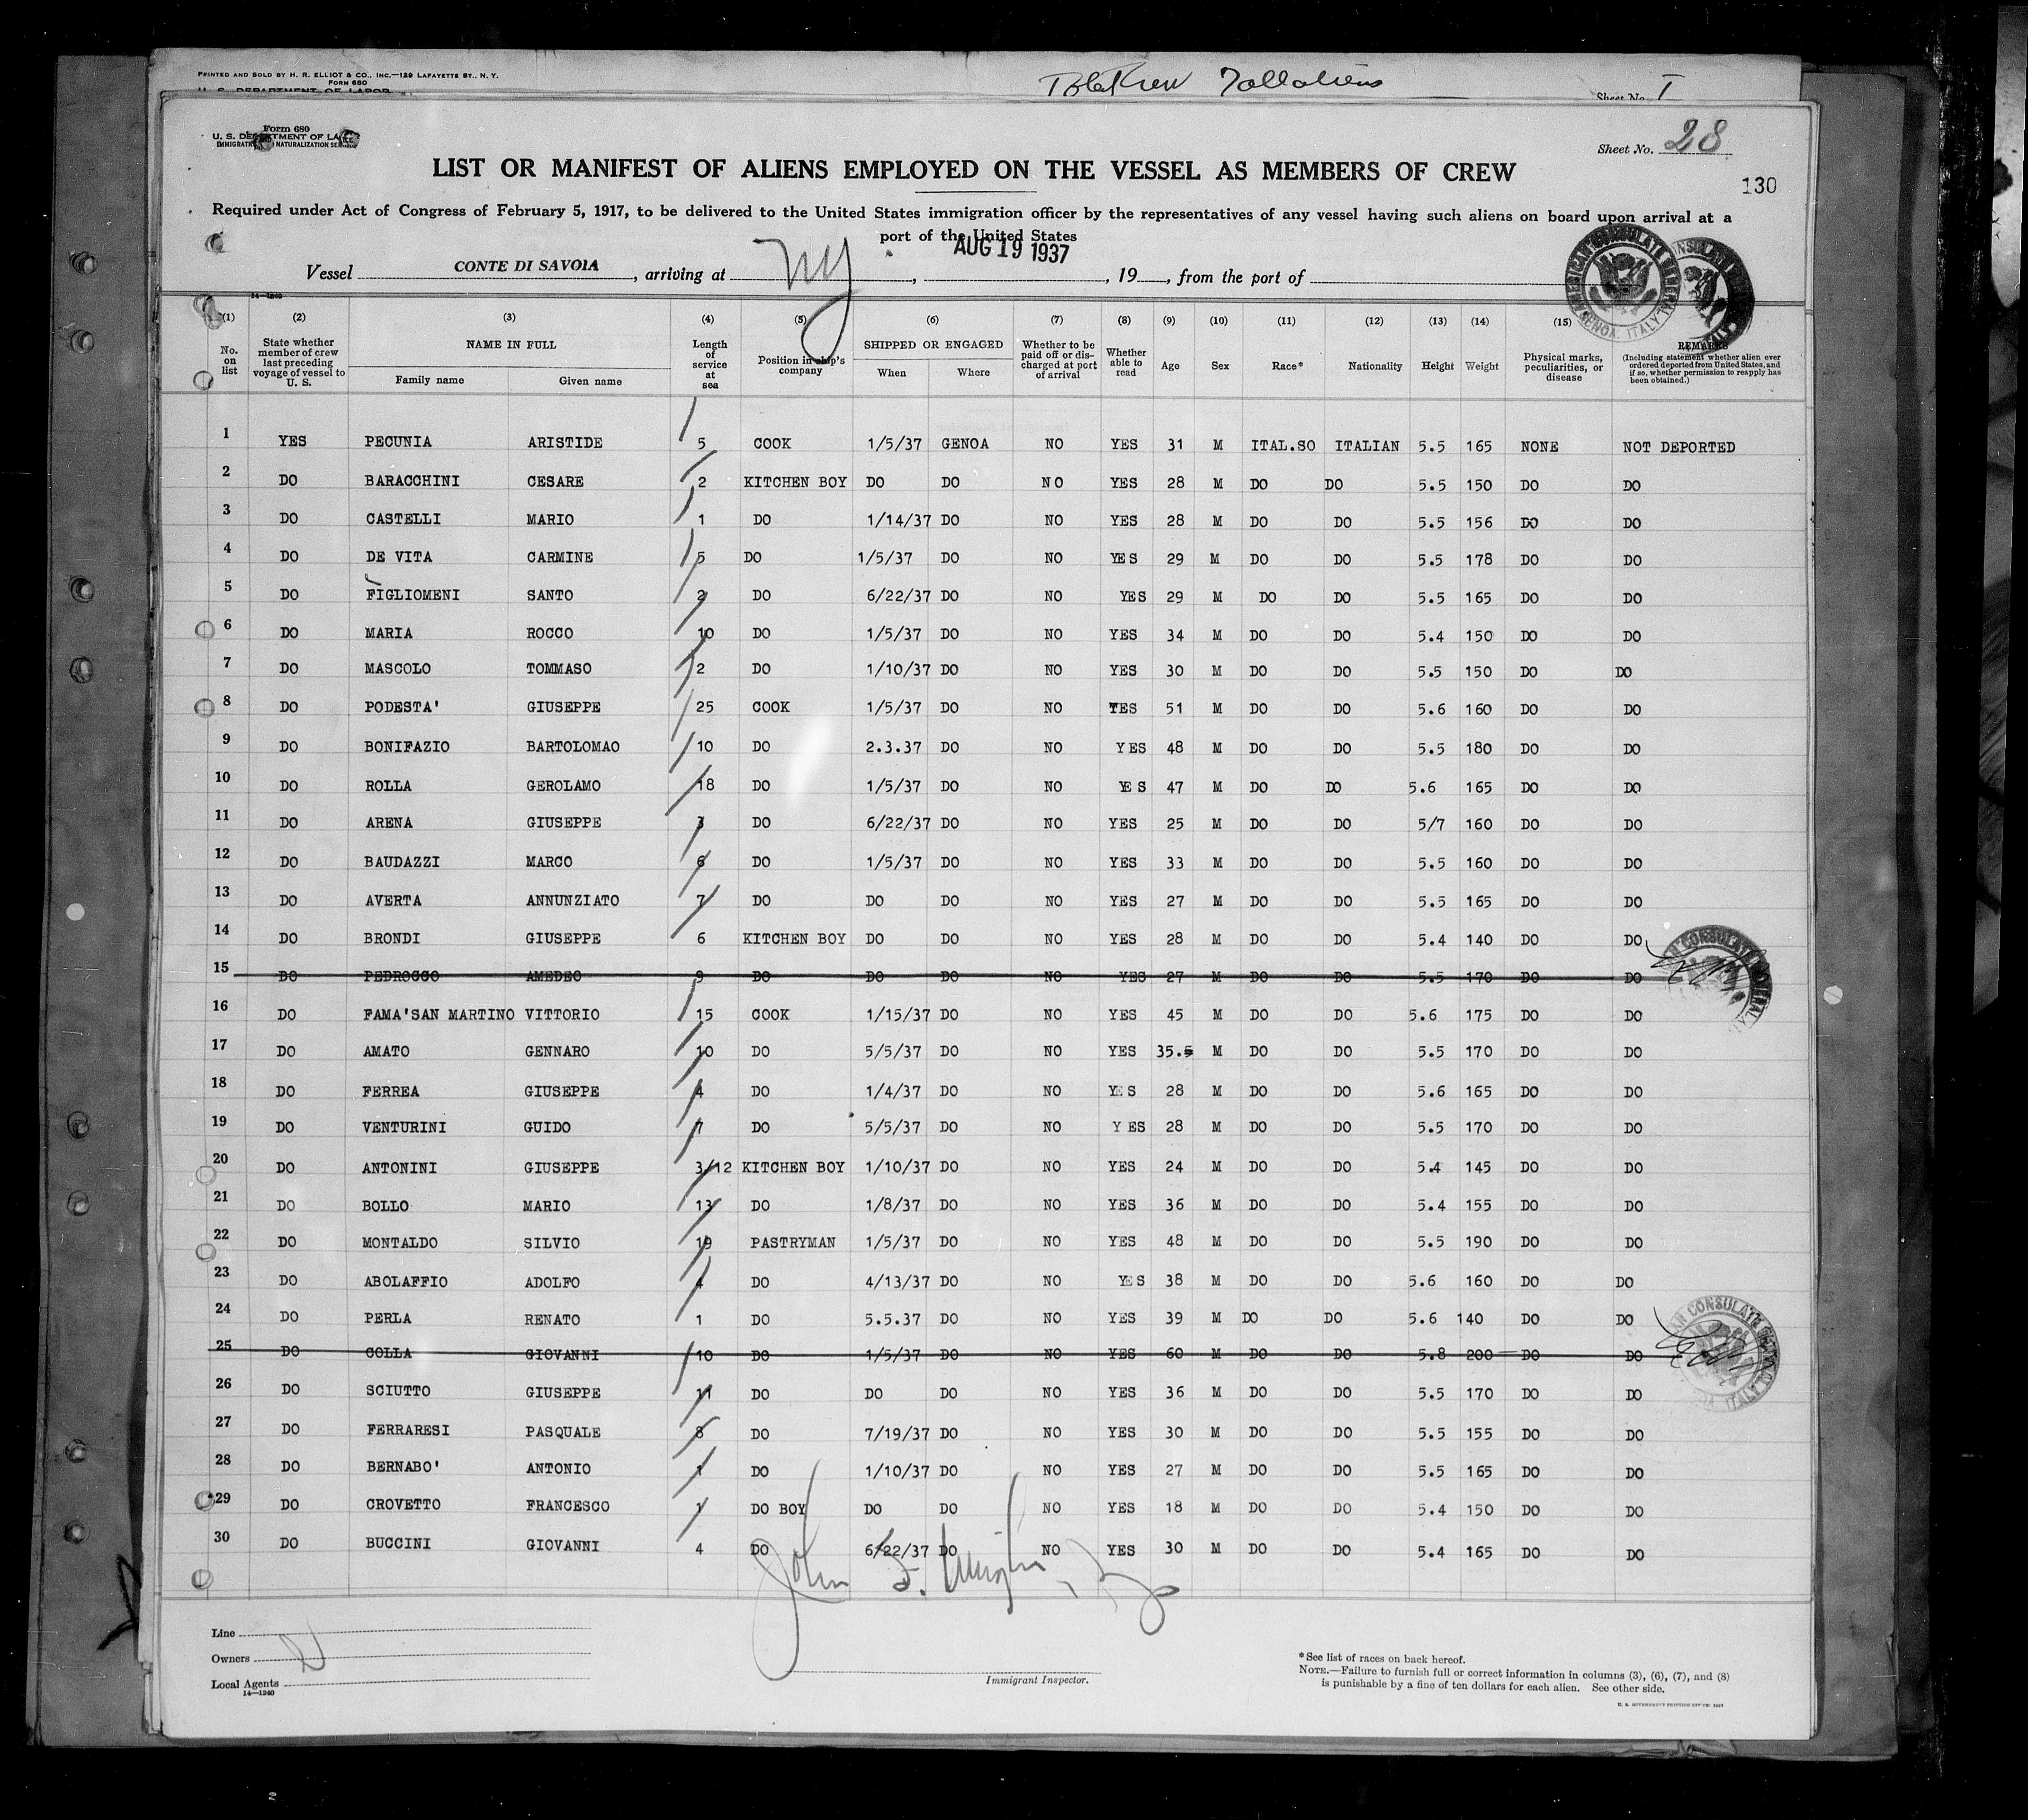 PRINTED AND SOLD BY H. R. ELLIOT & CO., INC.—129 LAFAYETTE ST., N. Y.
FORM 680
U. S. DEPARTMENT OF LABOR
Sheet No. I
Form 680
U. S. DEPARTMENT OF LABOR
IMMIGRATION NATURALIZATION SERVICE
Sheet No. 28
LIST OR MANIFEST OF ALIENS EMPLOYED ON THE VESSEL AS MEMBERS OF CREW
130
Required under Act of Congress of February 5, 1917, to be delivered to the United States immigration officer by the representatives of any vessel having such aliens on board upon arrival at a
port of the United States
Vessel CONTE DI SAVOIA, arriving at NY, AUG 19 1937, 19, from the port of
AMERICAN CONSULATE GENERAL GENOA, ITALY
14—1240
(1) (2) (3) (4) (5) (6) (7) (8) (9) (10) (11) (12) (13) (14) (15)
No. on list
State whether member of crew last preceding voyage of vessel to U. S.
NAME IN FULL
Family name Given name
Length of service at sea
Position in ship's company
SHIPPED OR ENGAGED
When Where
Whether to be paid off or discharged at port of arrival
Whether able to read
Age Sex Race* Nationality Height Weight
Physical marks, peculiarities, or disease
REMARKS
(Including statement whether alien ever ordered deported from United States, and if so, whether permission to reapply has been obtained.)
1 YES PECUNIA ARISTIDE 5 COOK 1/5/37 GENOA NO YES 31 M ITAL.SO ITALIAN 5.5 165 NONE NOT DEPORTED
2 DO BARACCHINI CESARE 2 KITCHEN BOY DO DO NO YES 28 M DO DO 5.5 150 DO DO
3 DO CASTELLI MARIO 1 DO 1/14/37 DO NO YES 28 M DO DO 5.5 156 DO DO
4 DO DE VITA CARMINE 5 DO 1/5/37 DO NO YES 29 M DO DO 5.5 178 DO DO
5 DO FIGLIOMENI SANTO 2 DO 6/22/37 DO NO YES 29 M DO DO 5.5 165 DO DO
6 DO MARIA ROCCO 10 DO 1/5/37 DO NO YES 34 M DO DO 5.4 150 DO DO
7 DO MASCOLO TOMMASO 2 DO 1/10/37 DO NO YES 30 M DO DO 5.5 150 DO DO
8 DO PODESTA' GIUSEPPE 25 COOK 1/5/37 DO NO YES 51 M DO DO 5.6 160 DO DO
9 DO BONIFAZIO BARTOLOMAO 10 DO 2.3.37 DO NO YES 48 M DO DO 5.5 180 DO DO
10 DO ROLLA GEROLAMO 18 DO 1/5/37 DO NO YES 47 M DO DO 5.6 165 DO DO
11 DO ARENA GIUSEPPE 3 DO 6/22/37 DO NO YES 25 M DO DO 5/7 160 DO DO
12 DO BAUDAZZI MARCO 6 DO 1/5/37 DO NO YES 33 M DO DO 5.5 160 DO DO
13 DO AVERTA ANNUNZIATO 7 DO DO DO NO YES 27 M DO DO 5.5 165 DO DO
14 DO BRONDI GIUSEPPE 6 KITCHEN BOY DO DO NO YES 28 M DO DO 5.4 140 DO DO
15 DO PEDROCCO AMEDEO 9 DO DO DO NO YES 27 M DO DO 5.5 170 DO DO
16 DO FAMA'SAN MARTINO VITTORIO 15 COOK 1/15/37 DO NO YES 45 M DO DO 5.6 175 DO DO
17 DO AMATO GENNARO 10 DO 5/5/37 DO NO YES 35.5 M DO DO 5.5 170 DO DO
18 DO FERREA GIUSEPPE 4 DO 1/4/37 DO NO YES 28 M DO DO 5.6 165 DO DO
19 DO VENTURINI GUIDO 7 DO 5/5/37 DO NO YES 28 M DO DO 5.5 170 DO DO
20 DO ANTONINI GIUSEPPE 3/12 KITCHEN BOY 1/10/37 DO NO YES 24 M DO DO 5.4 145 DO DO
21 DO BOLLO MARIO 13 DO 1/8/37 DO NO YES 36 M DO DO 5.4 155 DO DO
22 DO MONTALDO SILVIO 19 PASTRYMAN 1/5/37 DO NO YES 48 M DO DO 5.5 190 DO DO
23 DO ABOLAFFIO ADOLFO 4 DO 4/13/37 DO NO YES 38 M DO DO 5.6 160 DO DO
24 DO PERLA RENATO 1 DO 5.5.37 DO NO YES 39 M DO DO 5.6 140 DO DO
25 DO COLLA GIOVANNI 10 DO 1/5/37 DO NO YES 60 M DO DO 5.8 200 DO DO
26 DO SCIUTTO GIUSEPPE 11 DO DO DO NO YES 36 M DO DO 5.5 170 DO DO
27 DO FERRARESI PASQUALE 8 DO 7/19/37 DO NO YES 30 M DO DO 5.5 155 DO DO
28 DO BERNABO' ANTONIO 1 DO 1/10/37 DO NO YES 27 M DO DO 5.5 165 DO DO
29 DO CROVETTO FRANCESCO 1 DO BOY DO DO NO YES 18 M DO DO 5.4 150 DO DO
30 DO BUCCINI GIOVANNI 4 DO 6/22/37 DO NO YES 30 M DO DO 5.4 165 DO DO
Line
Owners
Local Agents
14—1240
Immigrant Inspector.
*See list of races on back hereof.
NOTE.—Failure to furnish full or correct information in columns (3), (6), (7), and (8)
is punishable by a fine of ten dollars for each alien. See other side.